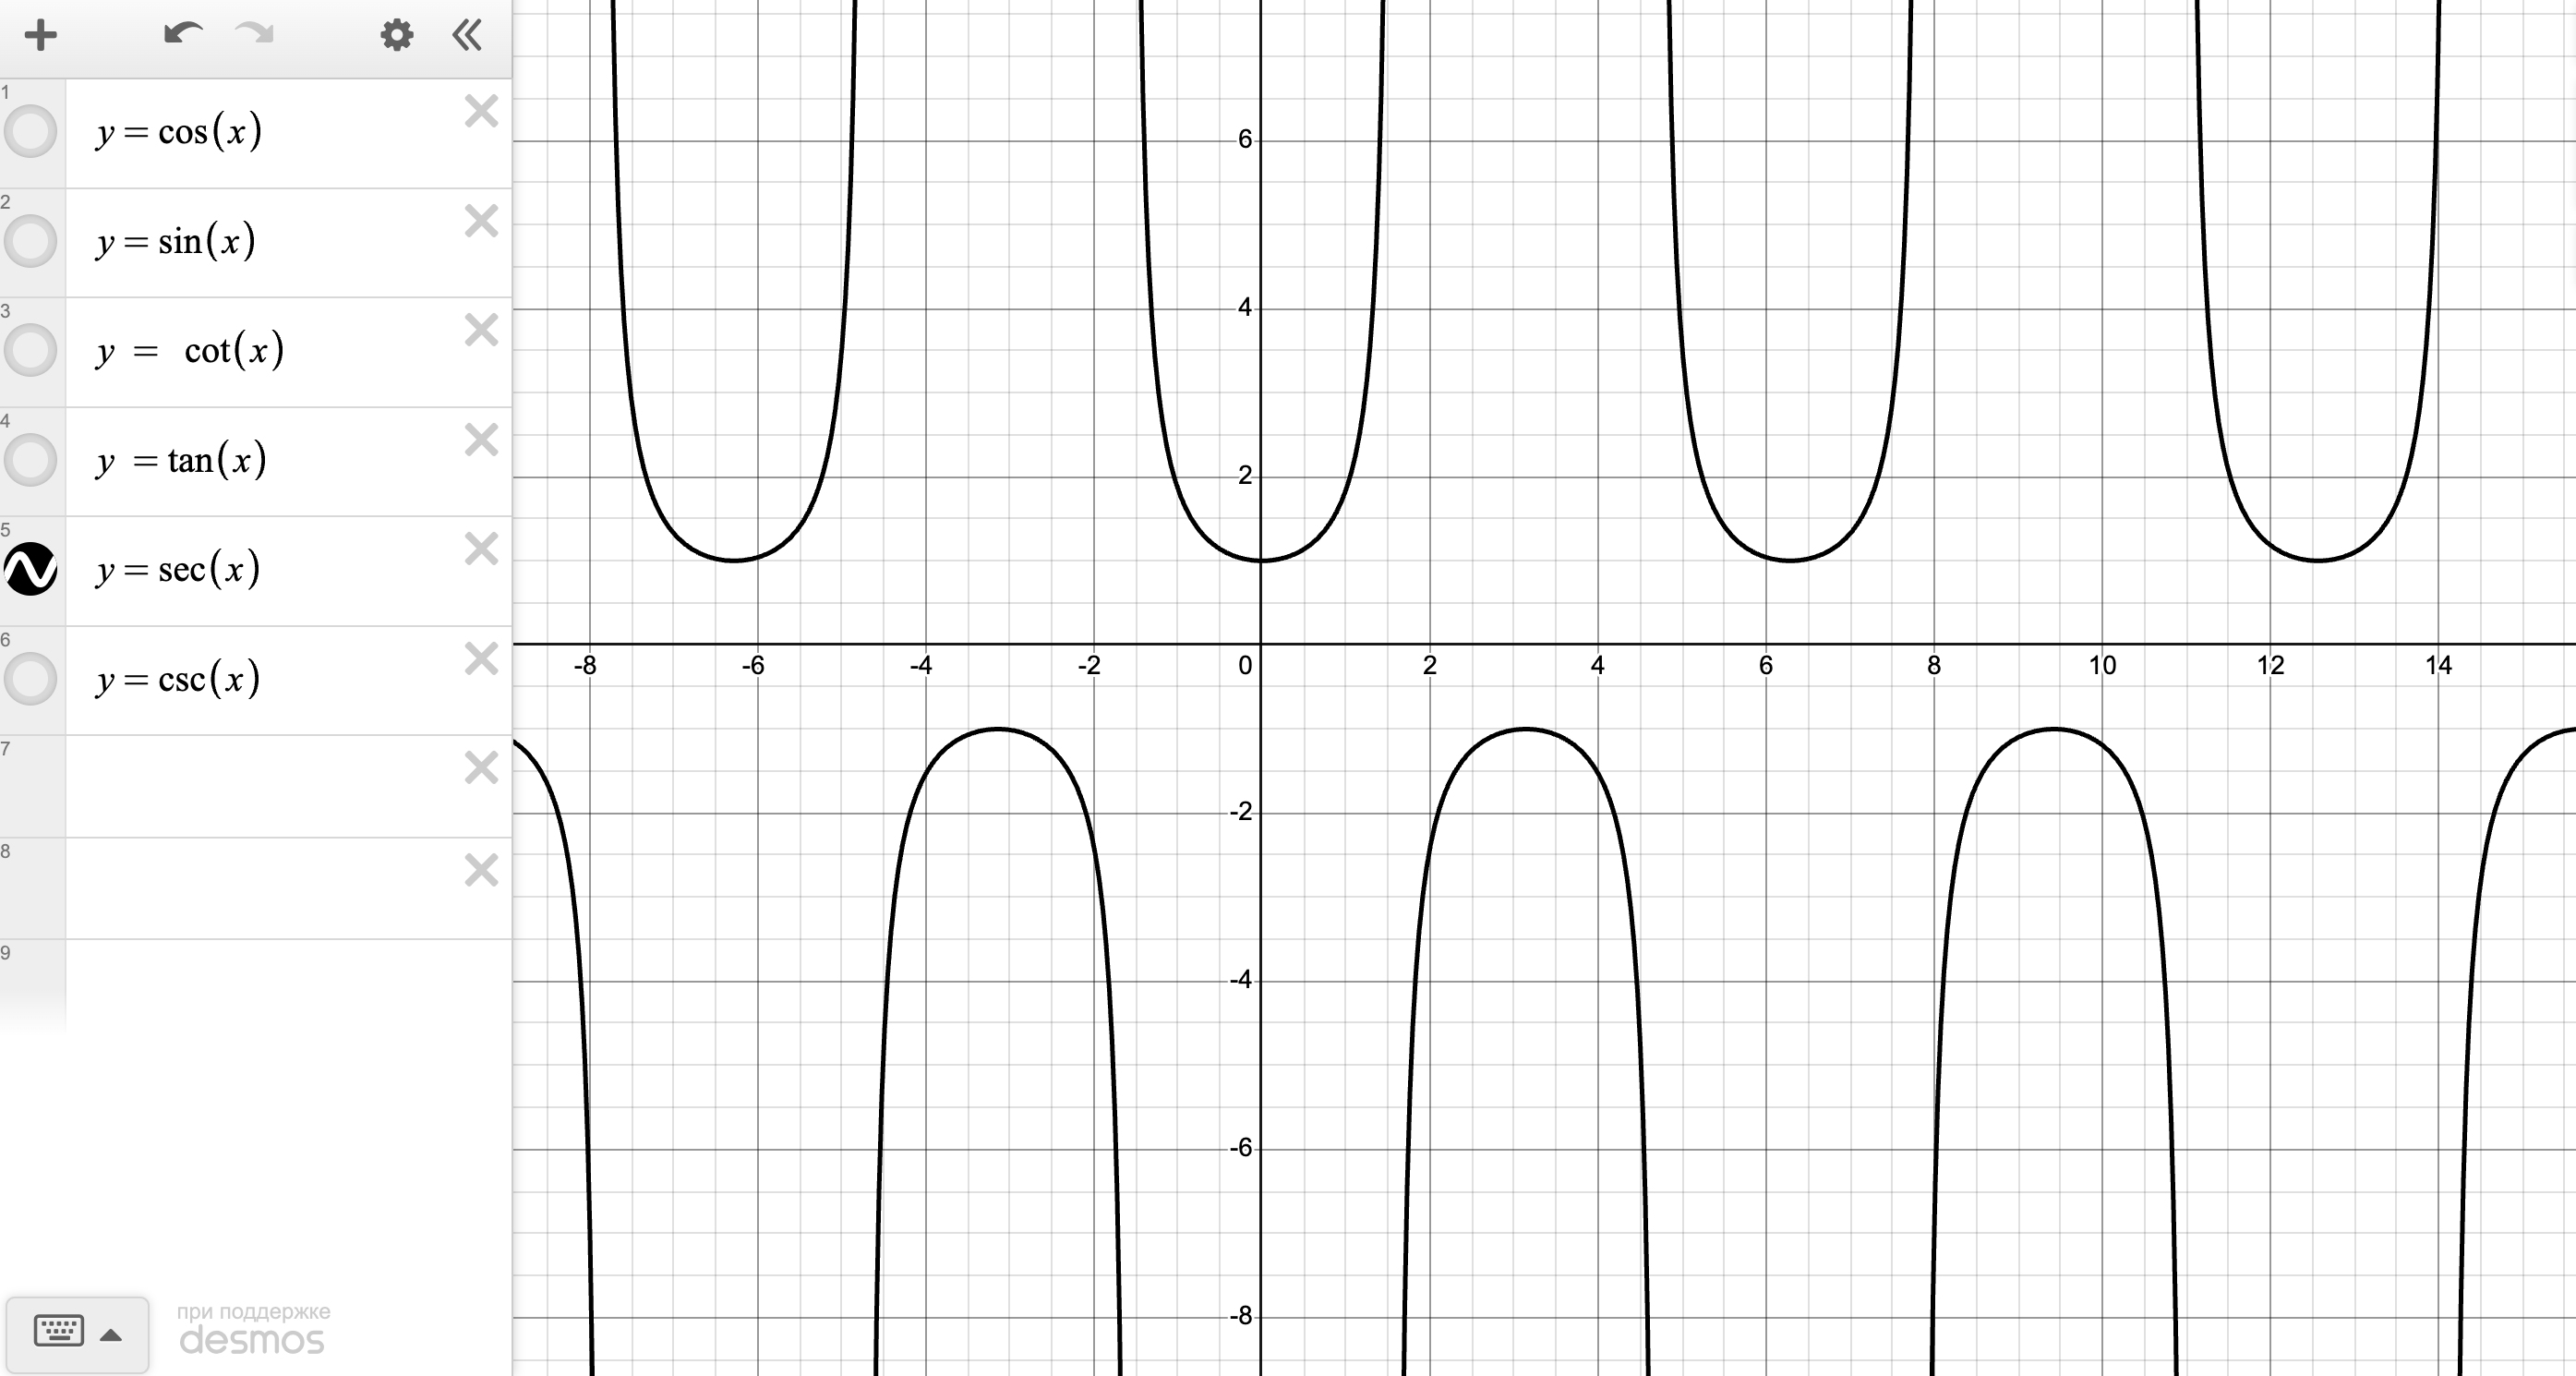 1
y = cos(x)
2
y = sin(x)
3
y = cot(x)
4
y = tan(x)
5
y = sec(x)
6
y = csc(x)
7
8
9
при поддержке
desmos
6
4
2
-8 -6 -4 -2 0 2 4 6 8 10 12 14
-2
-4
-6
-8